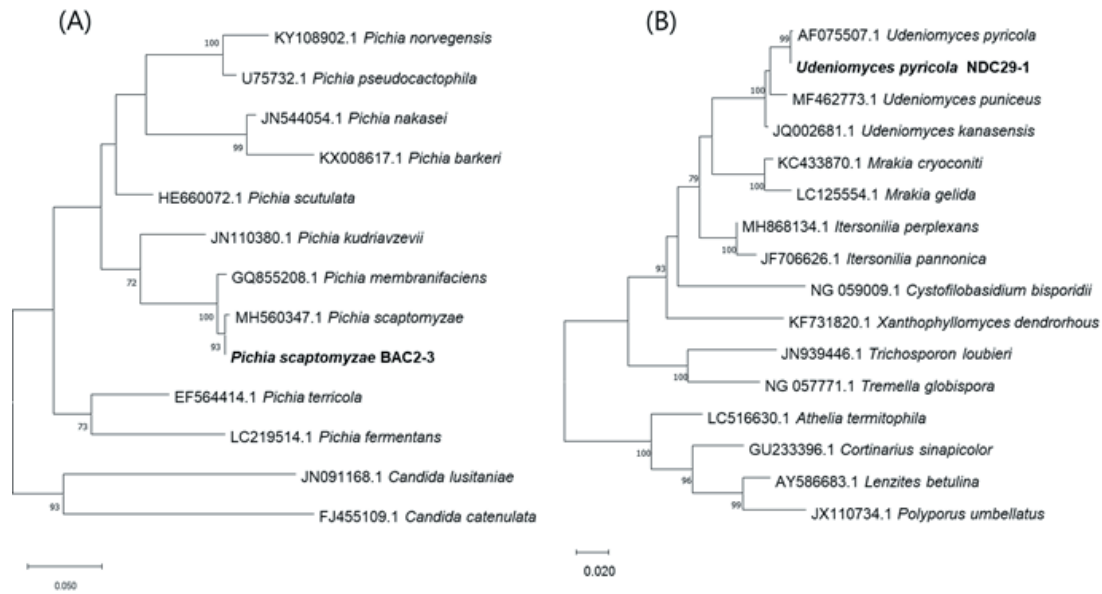 (A)
100
KY108902.1 Pichia norvegensis
U75732.1 Pichia pseudocactophila
JN544054.1 Pichia nakasei
99
KX008617.1 Pichia barkeri
HE660072.1 Pichia scutulata
JN110380.1 Pichia kudriavzevii
72
GQ855208.1 Pichia membranifaciens
100
MH560347.1 Pichia scaptomyzae
93
Pichia scaptomyzae BAC2-3
EF564414.1 Pichia terricola
73
LC219514.1 Pichia fermentans
JN091168.1 Candida lusitaniae
93
FJ455109.1 Candida catenulata
0.050
(B)
99
AF075507.1 Udeniomyces pyricola
Udeniomyces pyricola NDC29-1
100
MF462773.1 Udeniomyces puniceus
JQ002681.1 Udeniomyces kanasensis
KC433870.1 Mrakia cryoconiti
79
100
LC125554.1 Mrakia gelida
MH868134.1 Itersonilia perplexans
100
JF706626.1 Itersonilia pannonica
93
NG 059009.1 Cystofilobasidium bisporidii
KF731820.1 Xanthophyllomyces dendrorhous
JN939446.1 Trichosporon loubieri
100
NG 057771.1 Tremella globispora
LC516630.1 Athelia termitophila
100
GU233396.1 Cortinarius sinapicolor
96
AY586683.1 Lenzites betulina
99
JX110734.1 Polyporus umbellatus
0.020